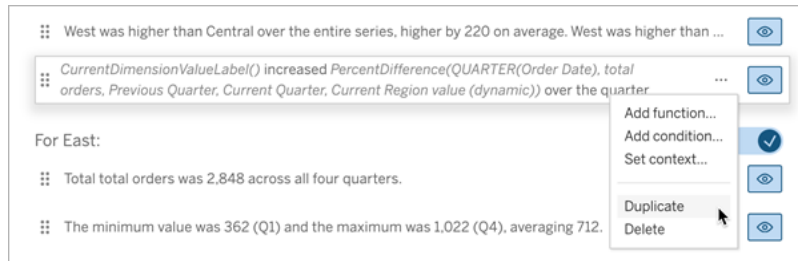 West was higher than Central over the entire series, higher by 220 on average. West was higher than ...
CurrentDimensionValueLabel() increased PercentDifference(QUARTER(Order Date), total
orders, Previous Quarter, Current Quarter, Current Region value (dynamic)) over the quarter
...
Add function...
Add condition...
Set context...
Duplicate
Delete
For East:
Total total orders was 2,848 across all four quarters.
The minimum value was 362 (Q1) and the maximum was 1,022 (Q4), averaging 712.